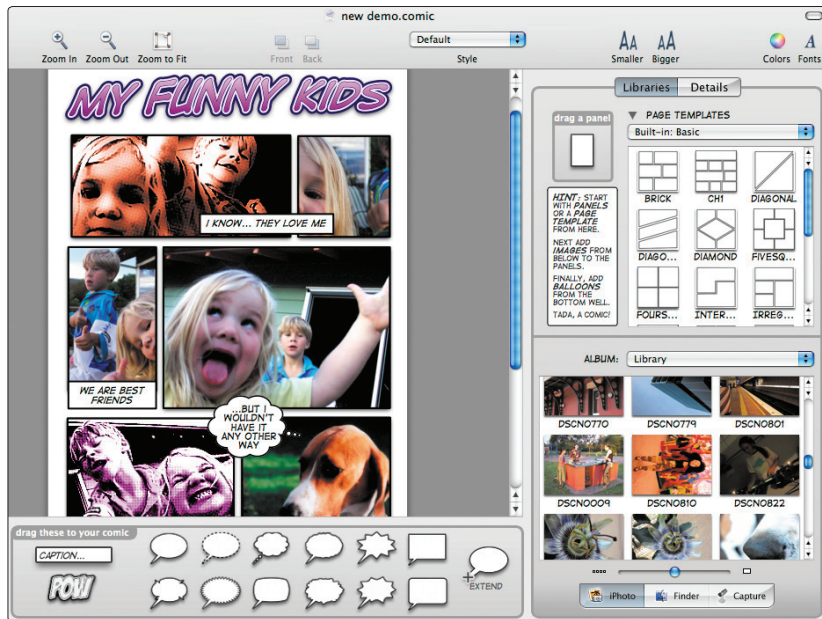 new demo.comic
Zoom In Zoom Out Zoom to Fit
Front Back
Default
Style
AA AA
Smaller Bigger
A
Colors Fonts
MY FUNNY KIDS
I KNOW... THEY LOVE ME
WE ARE BEST
FRIENDS
...BUT I
WOULDN'T
HAVE IT
ANY OTHER
WAY
Libraries Details
drag a panel
PAGE TEMPLATES
Built-in: Basic
HINT: START
WITH PANELS
OR A PAGE
TEMPLATE
FROM HERE.
NEXT ADD
IMAGES FROM
BELOW TO THE
PANELS.
FINALLY, ADD
BALLOONS
FROM THE
BOTTOM WELL.
TADA, A COMIC!
BRICK CH1 DIAGONAL
DIAGO... DIAMOND FIVESQ...
FOURS... INTER... IRREG...
ALBUM: Library
DSCN0770 DSCN0779 DSCN0801
DSCN0009 DSCN0810 DSCN0822
iPhoto Finder Capture
drag these to your comic
CAPTION...
POW!
EXTEND